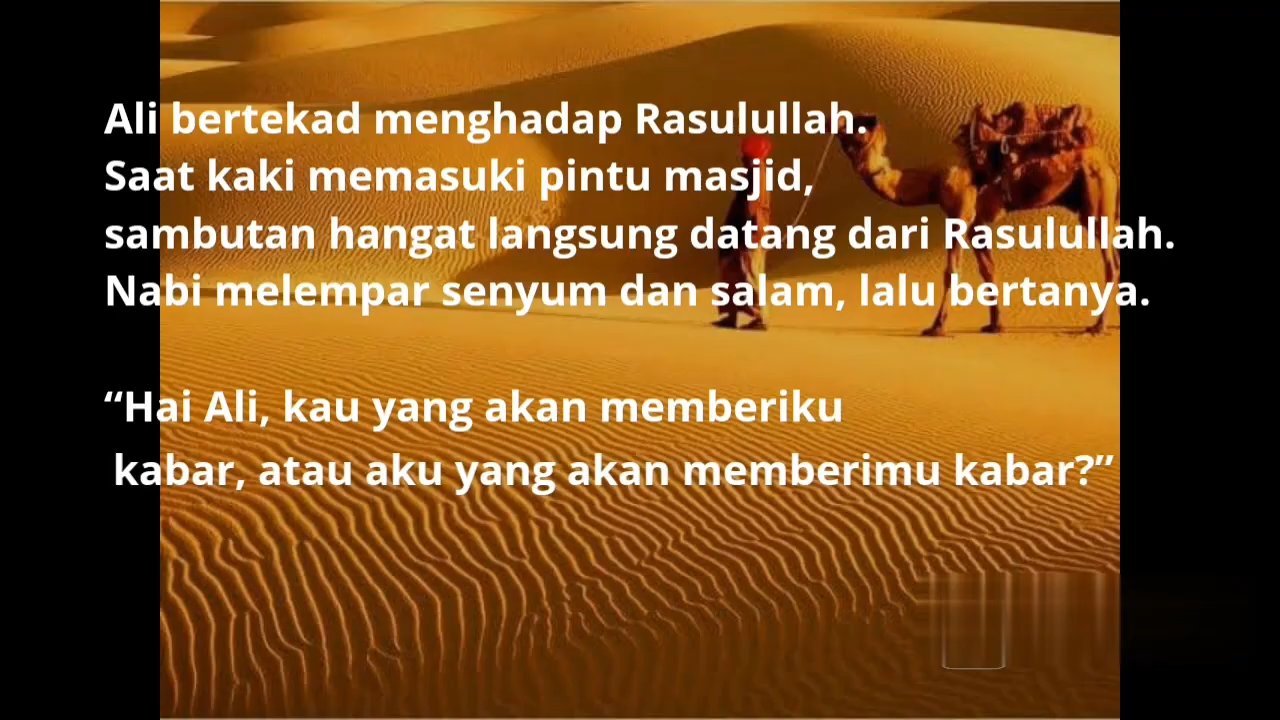 Ali bertekad menghadap Rasulullah.
Saat kaki memasuki pintu masjid,
sambutan hangat langsung datang dari Rasulullah.
Nabi melempar senyum dan salam, lalu bertanya.
“Hai Ali, kau yang akan memberiku
kabar, atau aku yang akan memberimu kabar?”